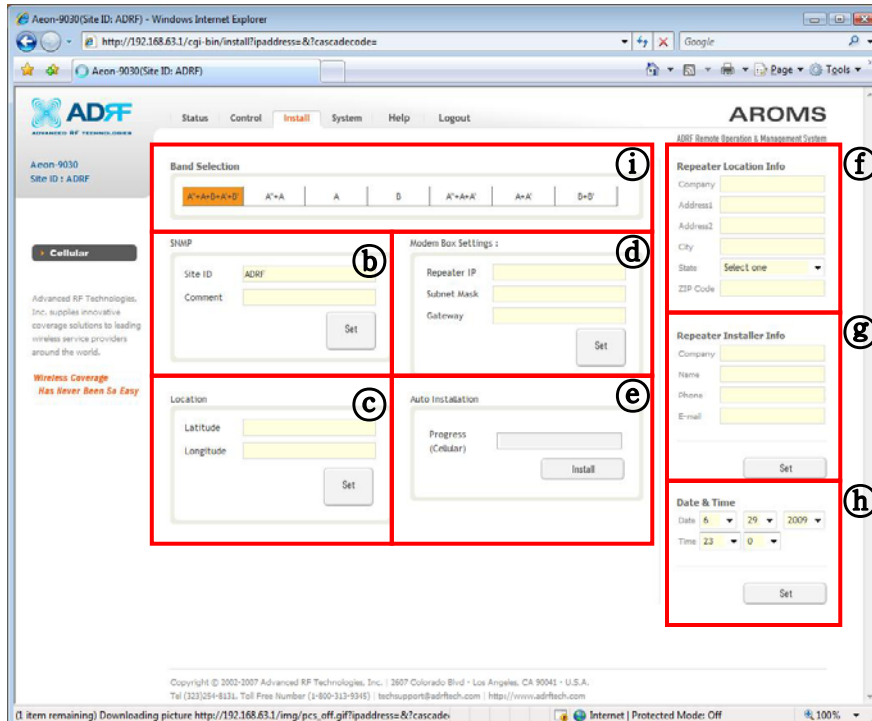 Aeon-9030(Site ID: ADRF) - Windows Internet Explorer
http://192.168.63.1/cgi-bin/install?ipaddress=&?cascadecode=
Google
Aeon-9030(Site ID: ADRF)
Page
Tools
ADRF
ADVANCED RF TECHNOLOGIES
Status Control Install System Help Logout
AROMS
ADRF Remote Operation & Management System
Aeon-9030
Site ID : ADRF
Cellular
Advanced RF Technologies,
Inc. supplies innovative
coverage solutions to leading
wireless service providers
around the world.
Wireless Coverage
Has Never Been So Easy
Band Selection
ⓘ
A"+A+B+A'+B' A"+A A B A"+A+A' A+A' B+B'
SNMP
ⓑ
Site ID ADRF
Comment
Set
Modem Box Settings :
ⓓ
Repeater IP
Subnet Mask
Gateway
Set
Location
ⓒ
Latitude
Longitude
Set
Auto Installation
ⓔ
Progress
(Cellular)
Install
Repeater Location Info
ⓕ
Company
Address1
Address2
City
State Select one
ZIP Code
Repeater Installer Info
ⓖ
Company
Name
Phone
E-mail
Set
Date & Time
ⓗ
Date 6 29 2009
Time 23 0
Set
Copyright © 2002-2007 Advanced RF Technologies, Inc. | 2607 Colorado Blvd · Los Angeles, CA 90041 · U.S.A.
Tel (323)254-8131, Toll Free Number (1-800-313-9345) | techsupport@adrftech.com | http://www.adrftech.com
(1 item remaining) Downloading picture http://192.168.63.1/img/pcs_off.gif?ipaddress=&?cascade
Internet | Protected Mode: Off
100%